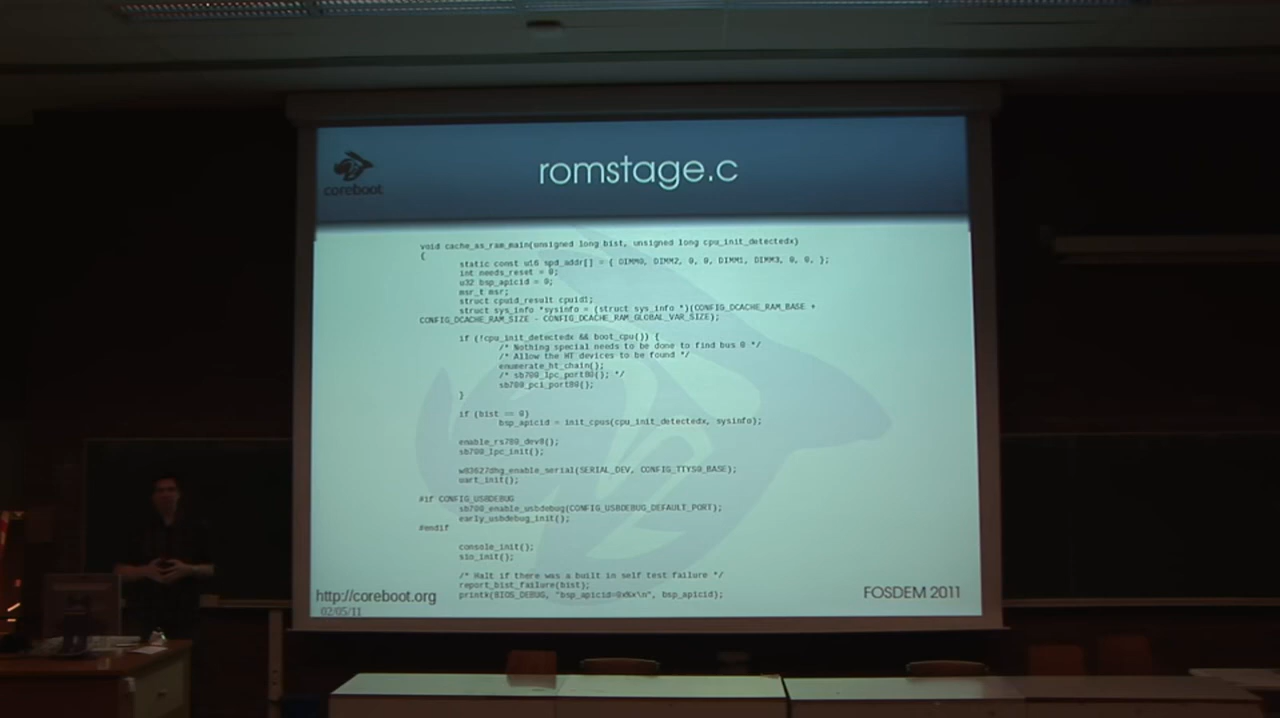 coreboot
romstage.c
void cache_as_ram_main(unsigned long bist, unsigned long cpu_init_detectedx)
{
static const u16 spd_addr[] = { DIMM0, DIMM2, 0, 0, DIMM1, DIMM3, 0, 0, };
int needs_reset = 0;
u32 bsp_apicid = 0;
msr_t msr;
struct cpuid_result cpuid1;
struct sys_info *sysinfo = (struct sys_info *)(CONFIG_DCACHE_RAM_BASE +
CONFIG_DCACHE_RAM_SIZE - CONFIG_DCACHE_RAM_GLOBAL_VAR_SIZE);
if (!cpu_init_detectedx && boot_cpu()) {
/* Nothing special needs to be done to find bus 0 */
/* Allow the HT devices to be found */
enumerate_ht_chain();
/* sb700_lpc_port80(); */
sb700_pci_port80();
}
if (bist == 0)
bsp_apicid = init_cpus(cpu_init_detectedx, sysinfo);
enable_rs780_dev8();
sb700_lpc_init();
w83627dhg_enable_serial(SERIAL_DEV, CONFIG_TTYS0_BASE);
uart_init();
#if CONFIG_USBDEBUG
sb700_enable_usbdebug(CONFIG_USBDEBUG_DEFAULT_PORT);
early_usbdebug_init();
#endif
console_init();
sio_init();
/* Halt if there was a built in self test failure */
report_bist_failure(bist);
printk(BIOS_DEBUG, "bsp_apicid=0x%x\n", bsp_apicid);
http://coreboot.org
02/05/11
FOSDEM 2011